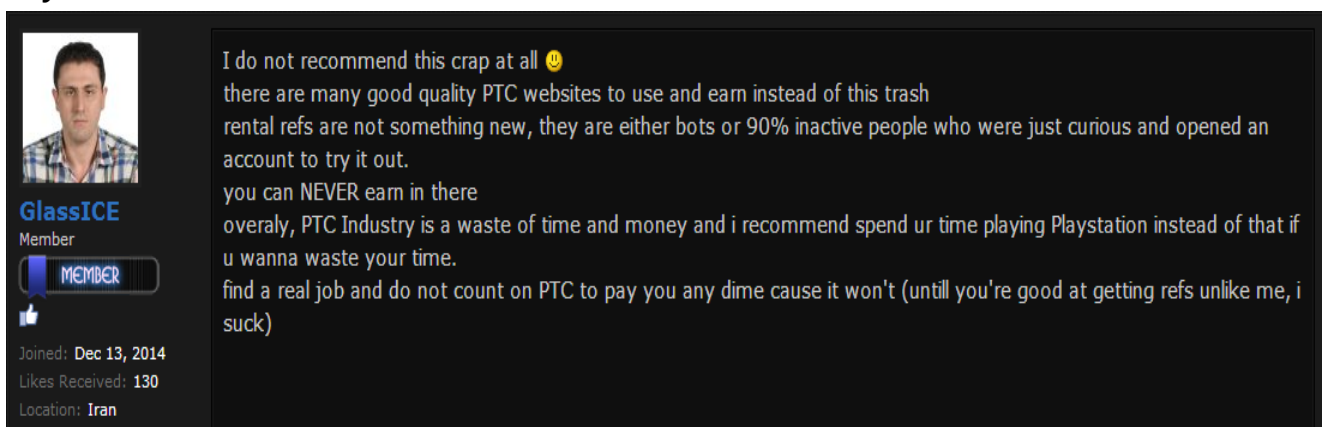 I do not recommend this crap at all
there are many good quality PTC websites to use and earn instead of this trash
rental refs are not something new, they are either bots or 90% inactive people who were just curious and opened an
account to try it out.
you can NEVER earn in there
overaly, PTC Industry is a waste of time and money and i recommend spend ur time playing Playstation instead of that if
u wanna waste your time.
find a real job and do not count on PTC to pay you any dime cause it won't (untill you're good at getting refs unlike me, i
suck)
GlassICE
Member
MEMBER
Joined: Dec 13, 2014
Likes Received: 130
Location: Iran